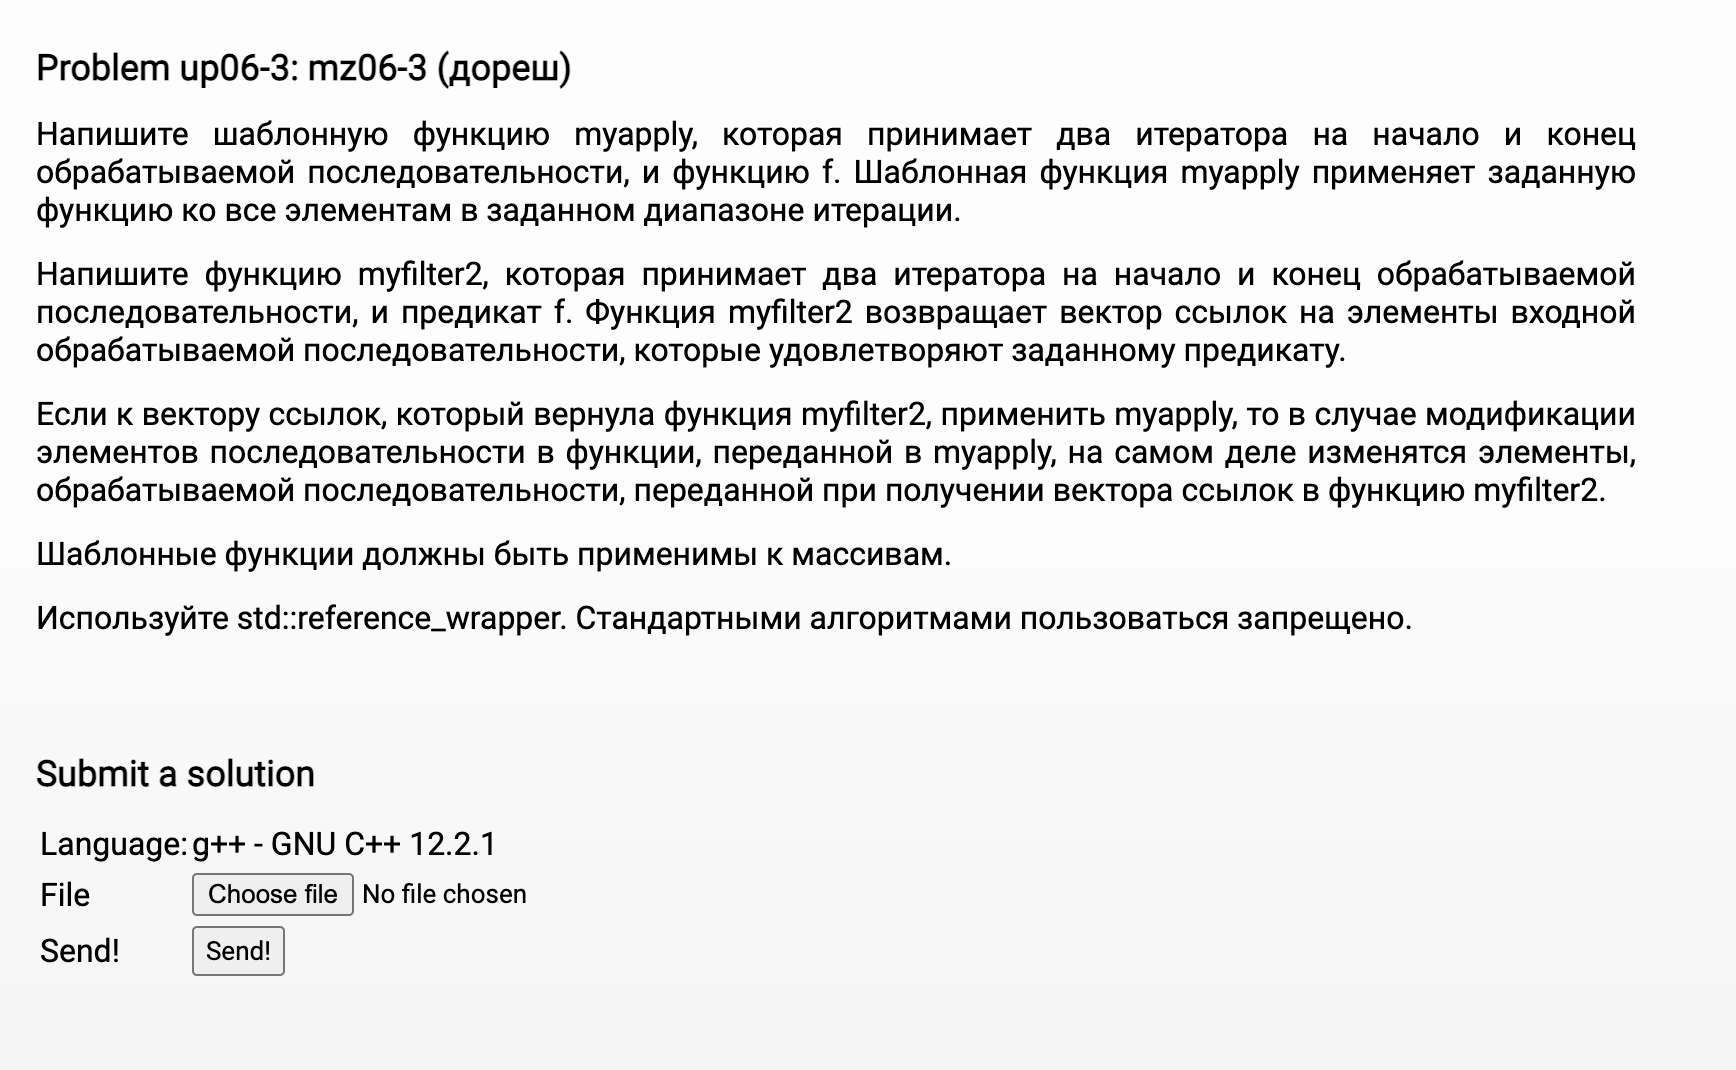 Problem up06-3: mz06-3 (дореш)
Напишите шаблонную функцию myapply, которая принимает два итератора на начало и конец
обрабатываемой последовательности, и функцию f. Шаблонная функция myapply применяет заданную
функцию ко все элементам в заданном диапазоне итерации.
Напишите функцию myfilter2, которая принимает два итератора на начало и конец обрабатываемой
последовательности, и предикат f. Функция myfilter2 возвращает вектор ссылок на элементы входной
обрабатываемой последовательности, которые удовлетворяют заданному предикату.
Если к вектору ссылок, который вернула функция myfilter2, применить myapply, то в случае модификации
элементов последовательности в функции, переданной в myapply, на самом деле изменятся элементы,
обрабатываемой последовательности, переданной при получении вектора ссылок в функцию myfilter2.
Шаблонные функции должны быть применимы к массивам.
Используйте std::reference_wrapper. Стандартными алгоритмами пользоваться запрещено.
Submit a solution
Language: g++ - GNU C++ 12.2.1
File Choose file No file chosen
Send! Send!